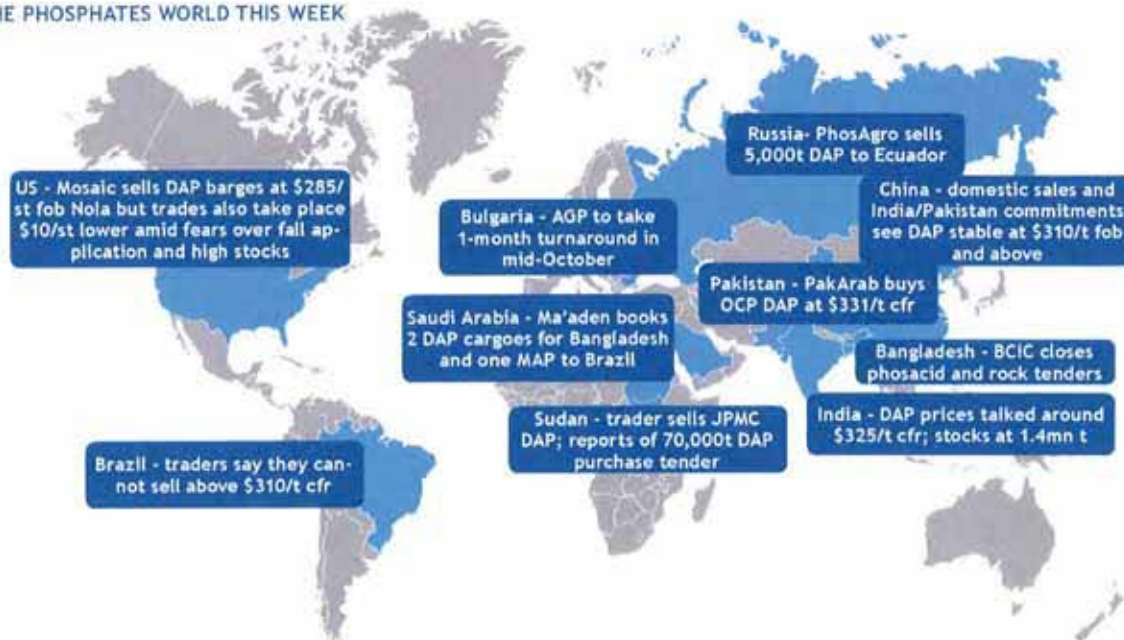 HE PHOSPHATES WORLD THIS WEEK
Russia- PhosAgro sells
5,000t DAP to Ecuador
US - Mosaic sells DAP barges at $285/
st fob Nola but trades also take place
$10/st lower amid fears over fall ap-
plication and high stocks
China - domestic sales and
India/Pakistan commitments
see DAP stable at $310/t fob
and above
Bulgaria - AGP to take
1-month turnaround in
mid-October
Pakistan - PakArab buys
OCP DAP at $331/t cfr
Saudi Arabia - Ma'aden books
2 DAP cargoes for Bangladesh
and one MAP to Brazil
Bangladesh - BCIC closes
phosacid and rock tenders
Sudan - trader sells JPMC
DAP; reports of 70,000t DAP
purchase tender
India - DAP prices talked around
$325/t cfr; stocks at 1.4mn t
Brazil - traders say they can-
not sell above $310/t cfr